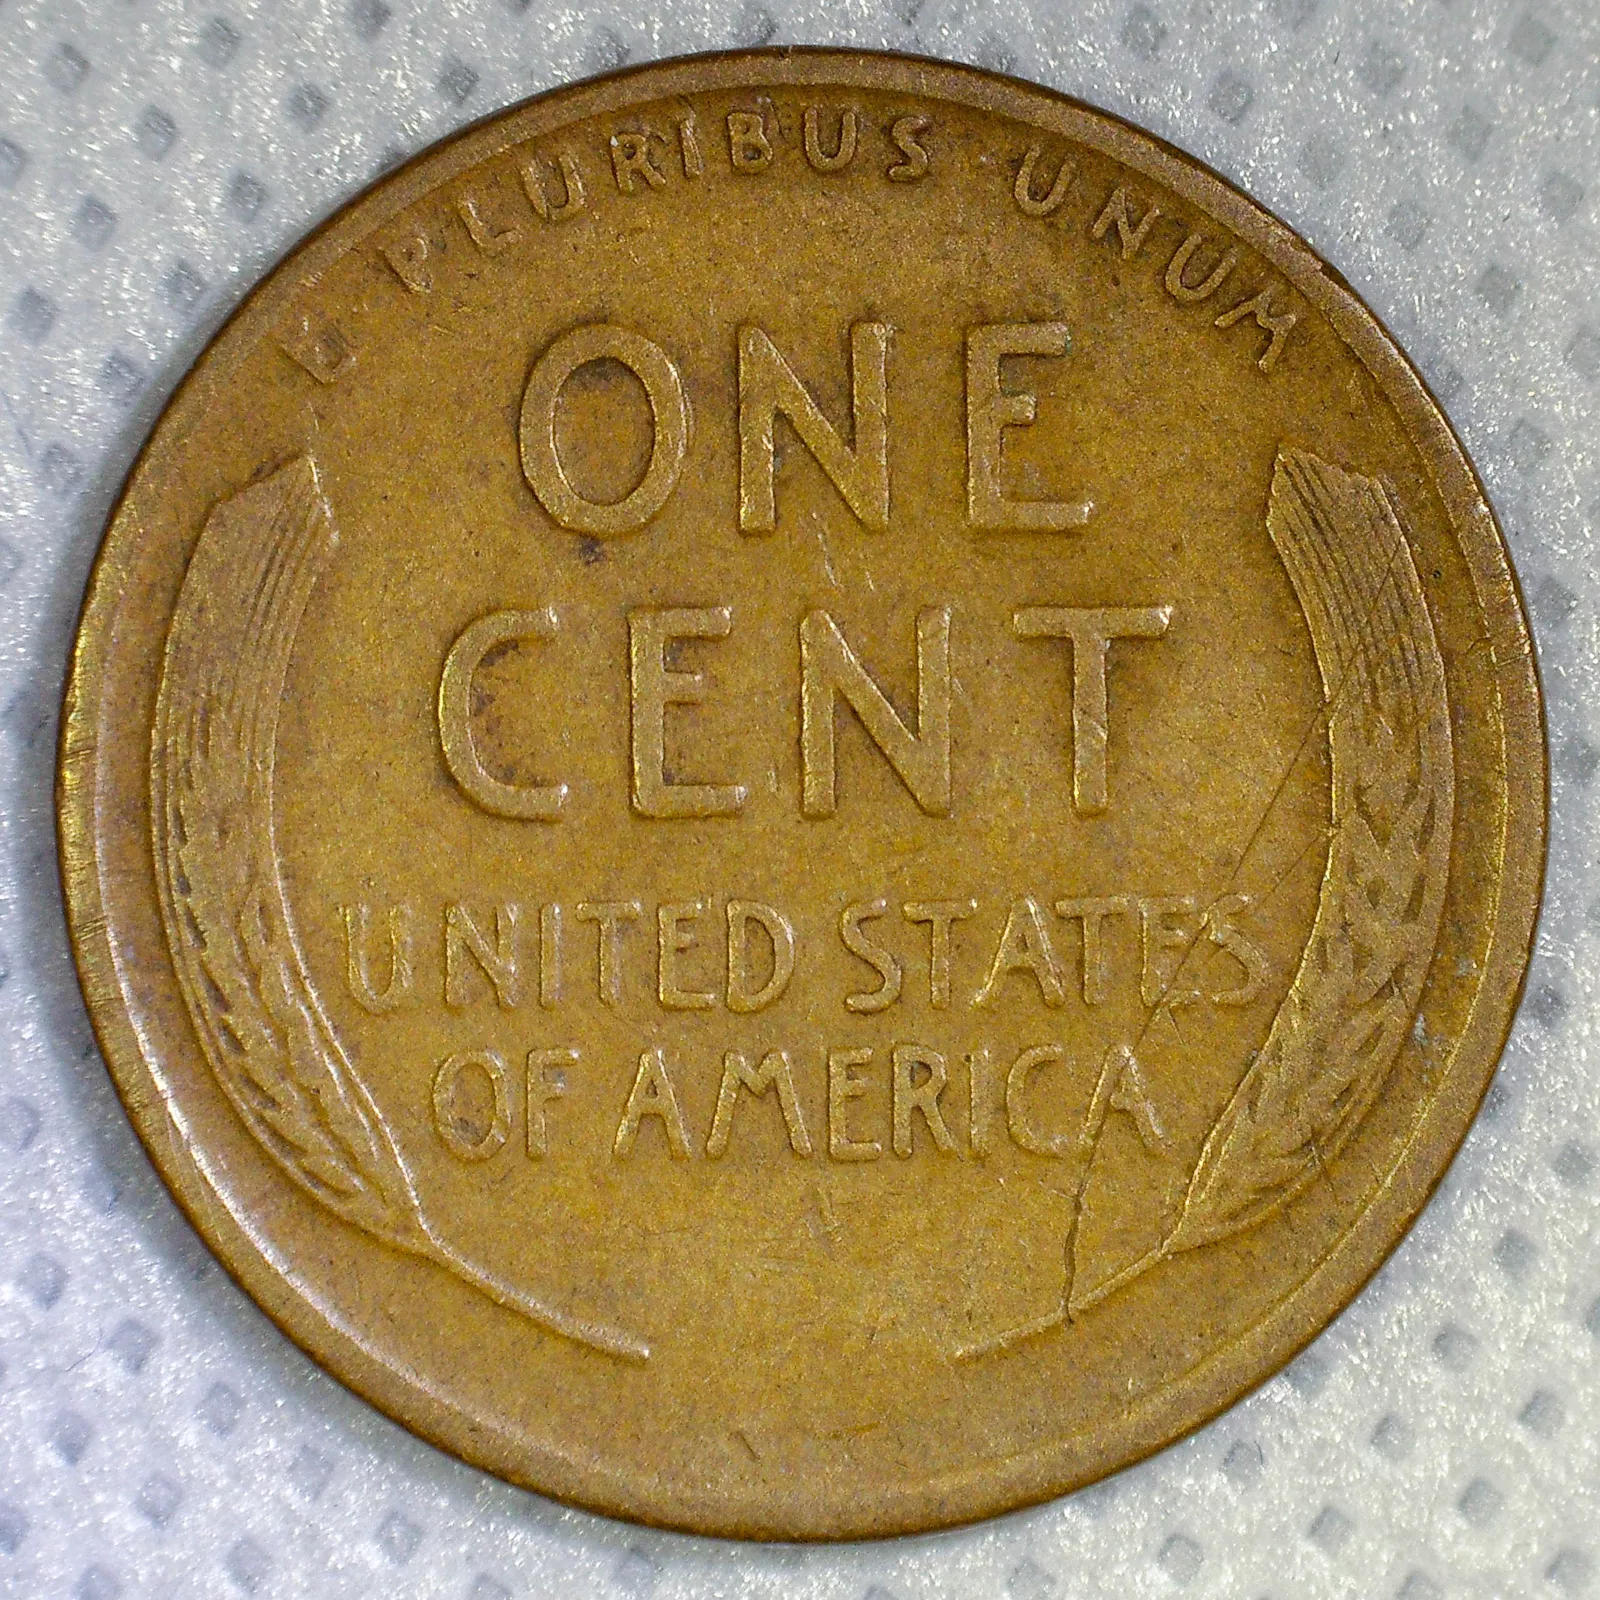 E PLURIBUS UNUM
ONE
CENT
UNITED STATES
OF AMERICA